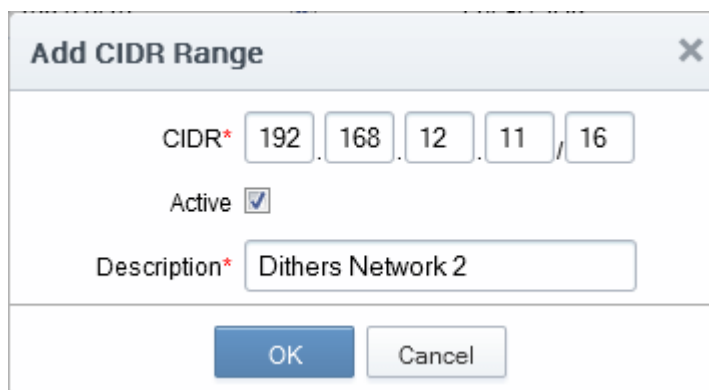 Add CIDR Range
CIDR* 192 . 168 . 12 . 11 / 16
Active
Description* Dithers Network 2
OK Cancel